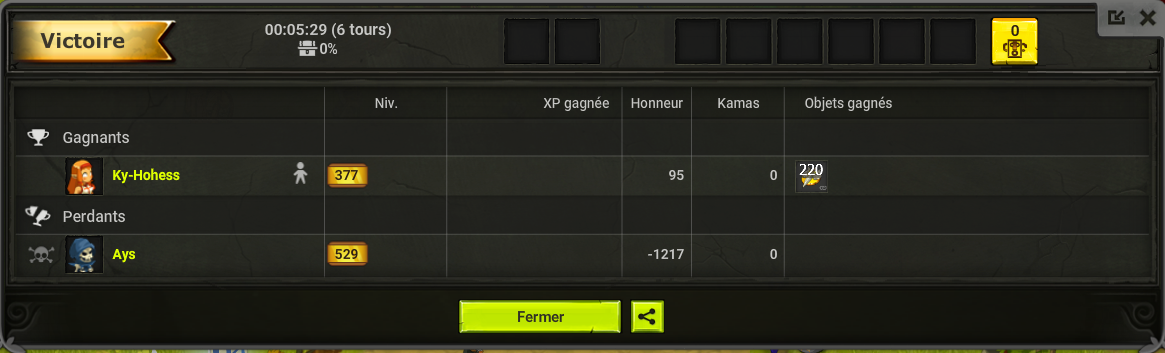 Victoire
00:05:29 (6 tours)
0%
0
Niv. XP gagnée Honneur Kamas Objets gagnés
Gagnants
Ky-Hohess 377 95 0 220
Perdants
Ays 529 -1217 0
Fermer